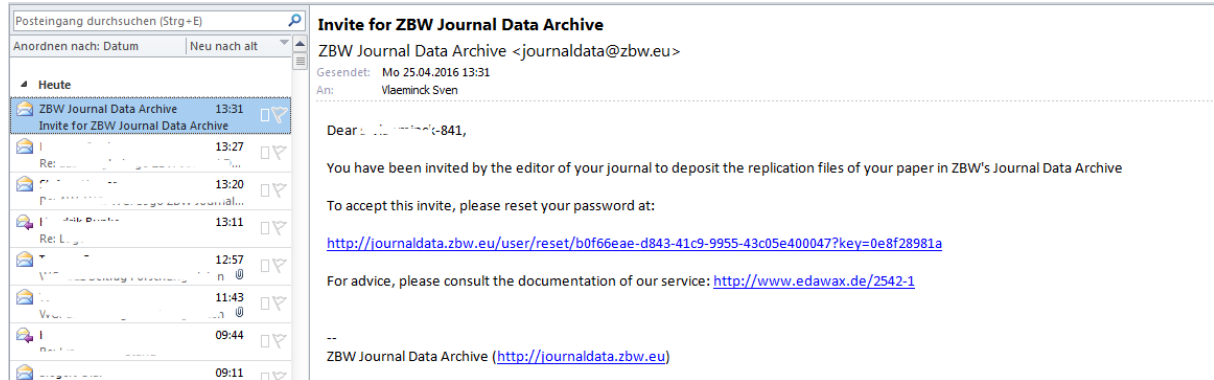 Posteingang durchsuchen (Strg+E)
Anordnen nach: Datum Neu nach alt
Heute
ZBW Journal Data Archive 13:31
Invite for ZBW Journal Data Archive
13:27
Re:
13:20
13:11
Re:
12:57
11:43
09:44
09:11
Invite for ZBW Journal Data Archive
ZBW Journal Data Archive <journaldata@zbw.eu>
Gesendet: Mo 25.04.2016 13:31
An: Vlaeminck Sven
Dear -841,
You have been invited by the editor of your journal to deposit the replication files of your paper in ZBW's Journal Data Archive
To accept this invite, please reset your password at:
http://journaldata.zbw.eu/user/reset/b0f66eae-d843-41c9-9955-43c05e400047?key=0e8f28981a
For advice, please consult the documentation of our service: http://www.edawax.de/2542-1
--
ZBW Journal Data Archive (http://journaldata.zbw.eu)